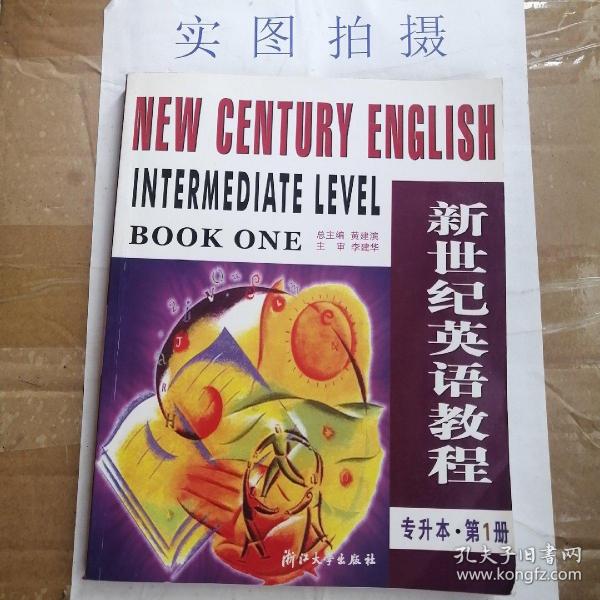 实图拍摄
NEW CENTURY ENGLISH
INTERMEDIATE LEVEL
BOOK ONE
总主编 黄建滨
主审 李建华
新世纪英语教程
专升本·第1册
浙江大学出版社
孔夫子旧书网
www.kongfz.com